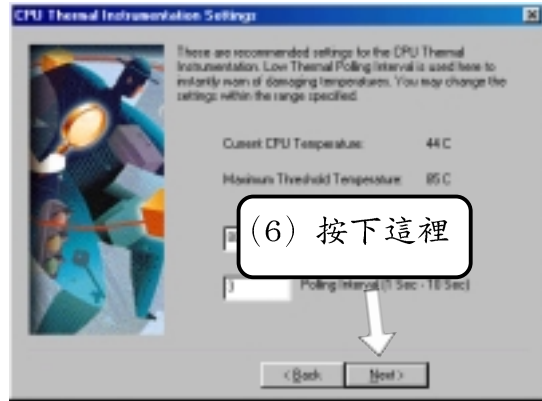 CPU Thermal Instrumentation Settings
These are recommended settings for the CPU Thermal
Instrumentation. Low Thermal Polling Interval is used here to
instantly warn of damaging temperatures. You may change the
settings within the range specified.
Current CPU Temperature: 44 C
Maximum Threshold Temperature: 85 C
(6) 按下這裡
3 Polling Interval (1 Sec - 10 Sec)
< Back Next >